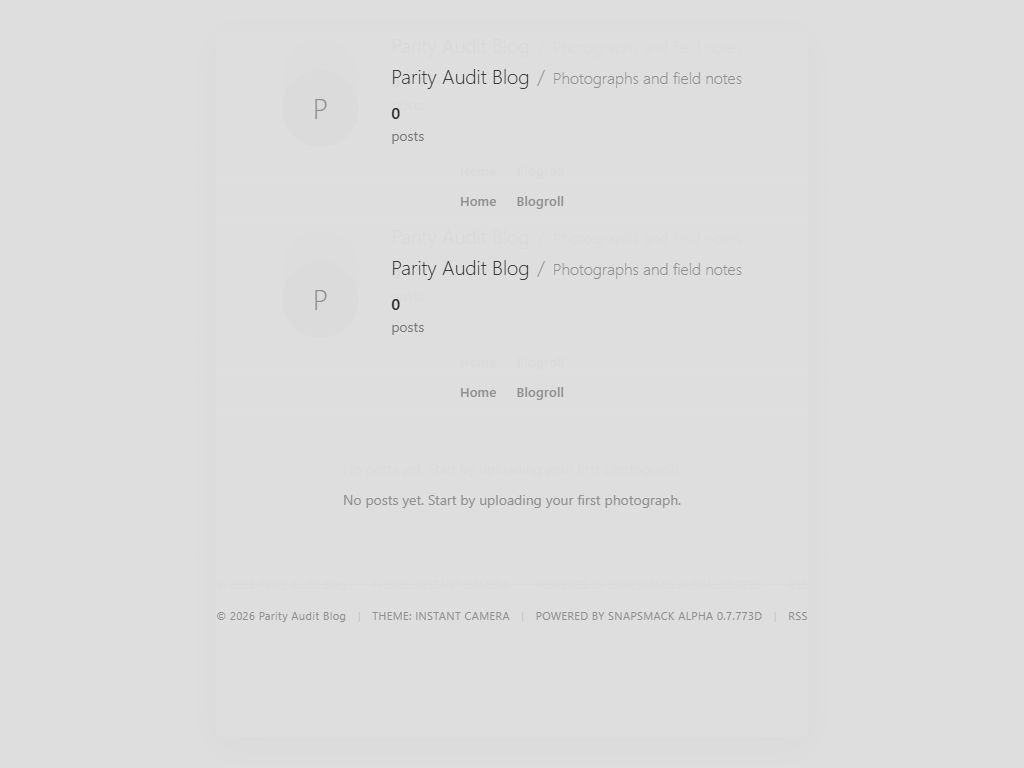 Parity Audit Blog / Photographs and field notes
P
0
posts
Home Blogroll
Parity Audit Blog / Photographs and field notes
P
0
posts
Home Blogroll
No posts yet. Start by uploading your first photograph.
© 2026 Parity Audit Blog | THEME: INSTANT CAMERA | POWERED BY SNAPSMACK ALPHA 0.7.773D | RSS